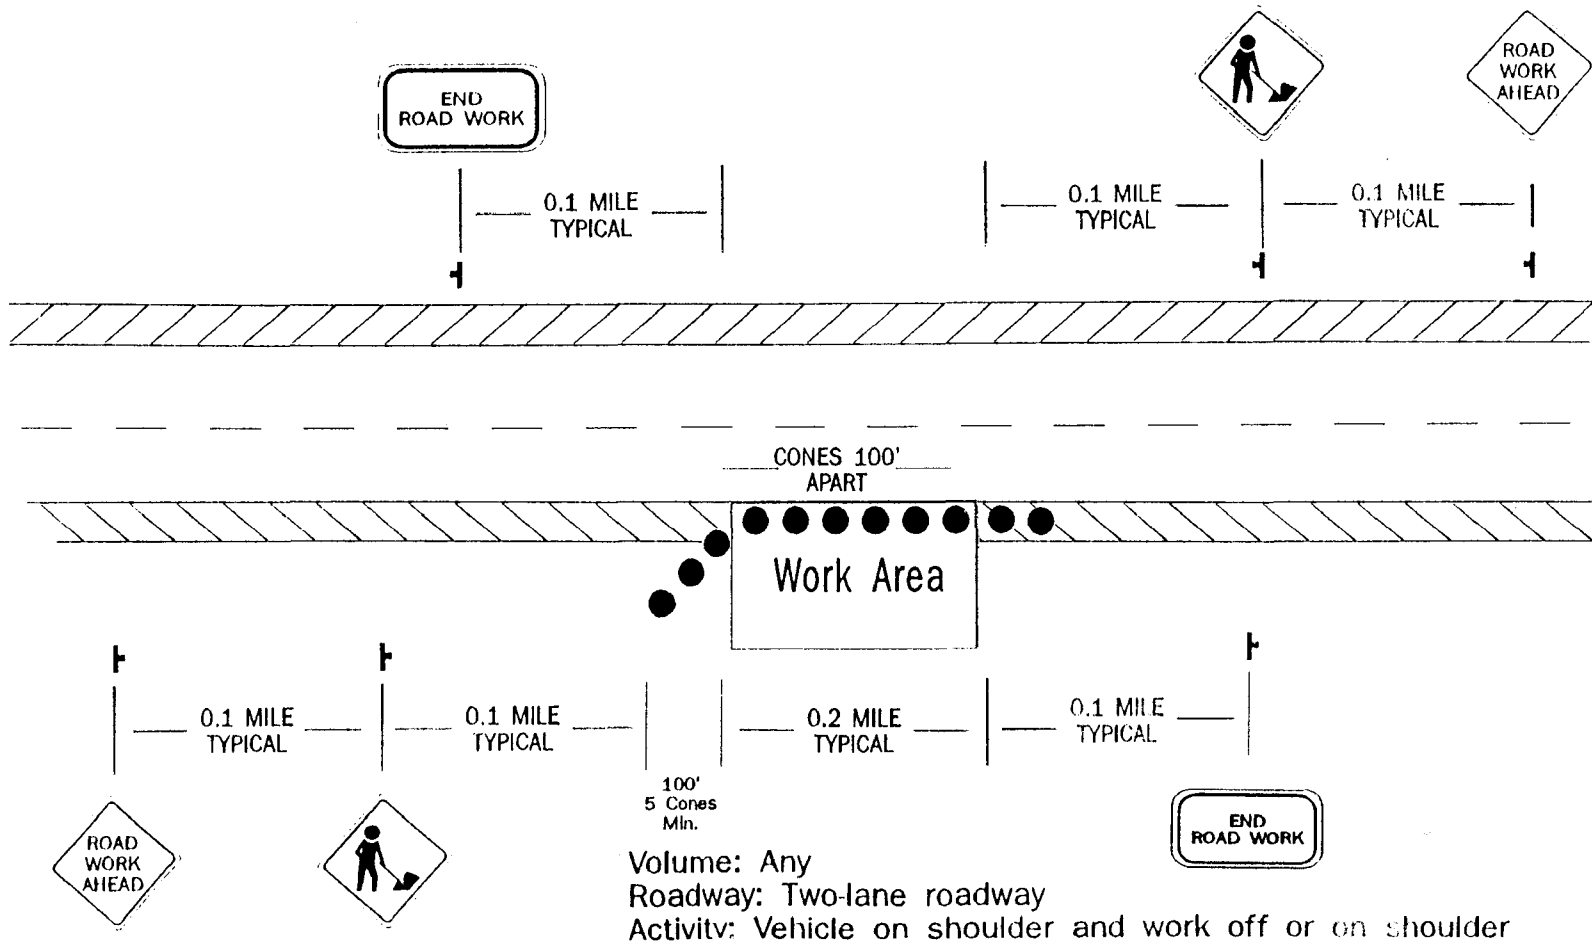 END
ROAD WORK
ROAD
WORK
AHEAD
0.1 MILE
TYPICAL
0.1 MILE
TYPICAL
0.1 MILE
TYPICAL
CONES 100'
APART
Work Area
0.1 MILE
TYPICAL
0.1 MILE
TYPICAL
0.2 MILE
TYPICAL
0.1 MILE
TYPICAL
100'
5 Cones
Min.
ROAD
WORK
AHEAD
END
ROAD WORK
Volume: Any
Roadway: Two-lane roadway
Activity: Vehicle on shoulder and work off or on shoulder